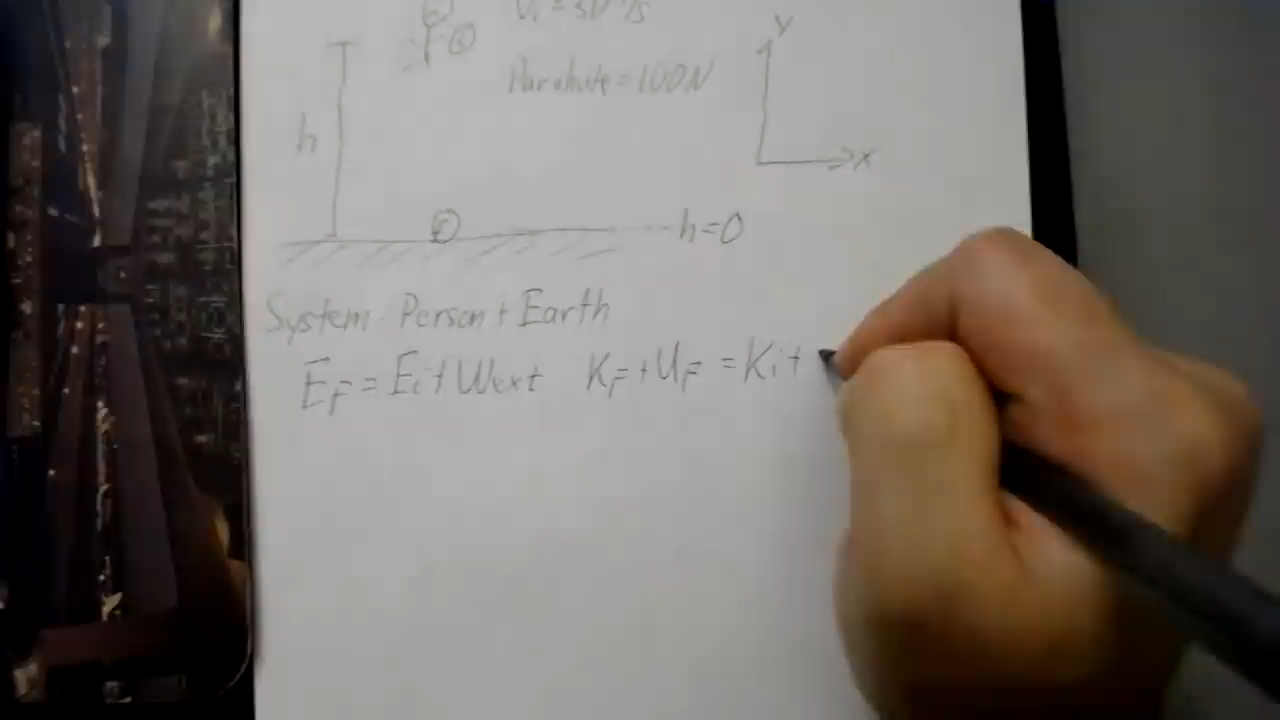 Y
Parachute = 100N
h
x
h=0
System - Person + Earth
EF = Ei + Wext KF + UF = Ki +